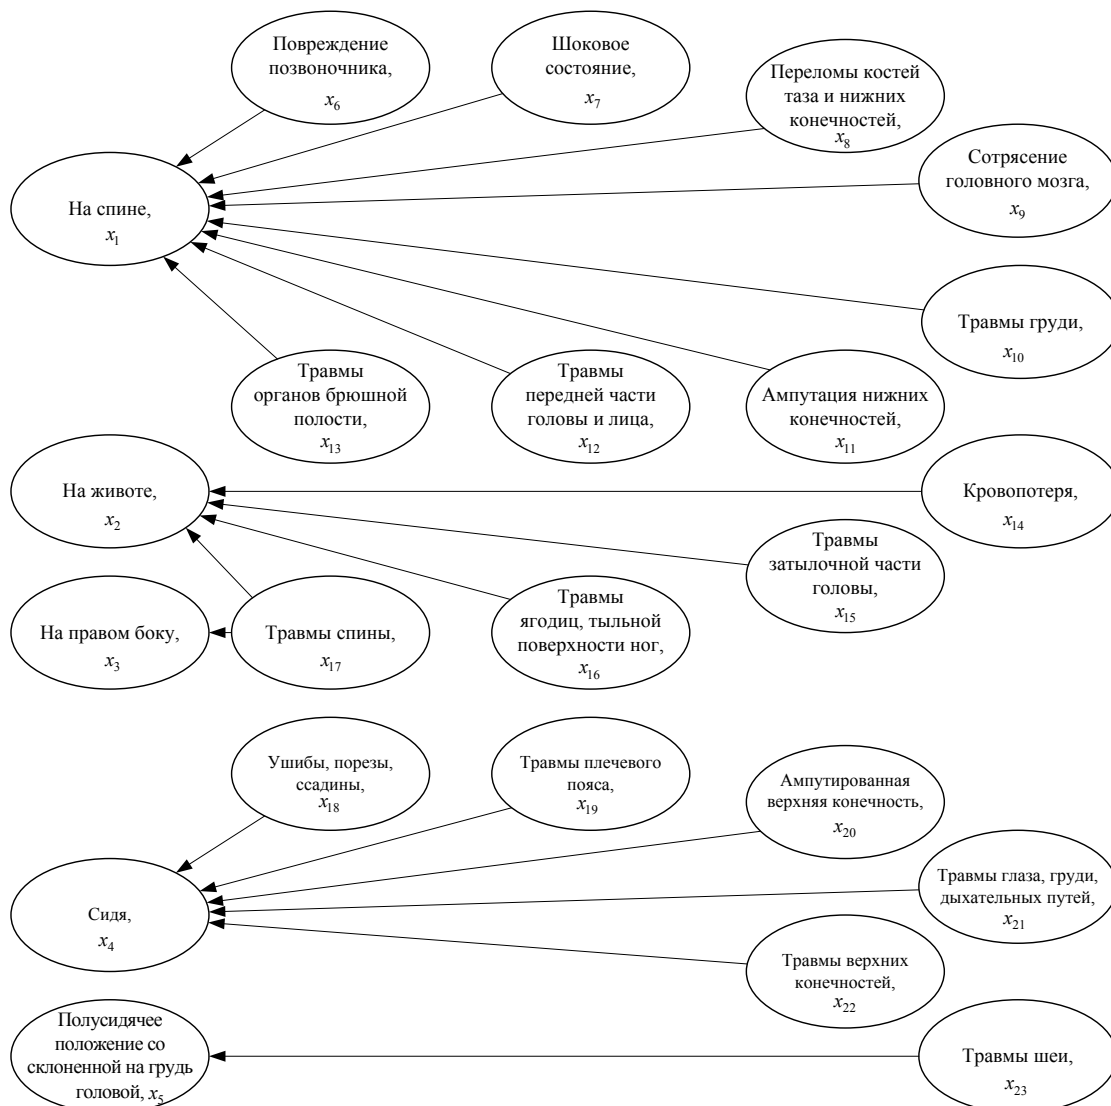 Повреждение
позвоночника,
x₆
Шоковое
состояние,
x₇
Переломы костей
таза и нижних
конечностей,
x₈
Сотрясение
головного мозга,
x₉
На спине,
x₁
Травмы груди,
x₁₀
Травмы
органов брюшной
полости,
x₁₃
Травмы
передней части
головы и лица,
x₁₂
Ампутация нижних
конечностей,
x₁₁
На животе,
x₂
Кровопотеря,
x₁₄
Травмы
затылочной части
головы,
x₁₅
На правом боку,
x₃
Травмы спины,
x₁₇
Травмы
ягодиц, тыльной
поверхности ног,
x₁₆
Ушибы, порезы,
ссадины,
x₁₈
Травмы плечевого
пояса,
x₁₉
Ампутированная
верхняя конечность,
x₂₀
Травмы глаза, груди,
дыхательных путей,
x₂₁
Сидя,
x₄
Травмы верхних
конечностей,
x₂₂
Полусидячее
положение со
склоненной на грудь
головой, x₅
Травмы шеи,
x₂₃